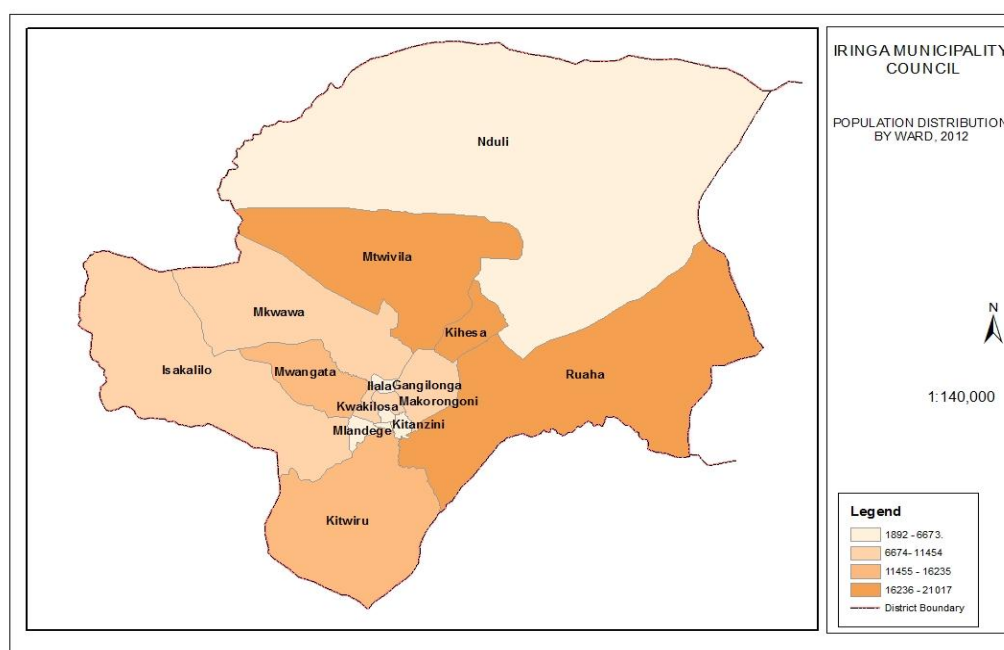 IRINGA MUNICIPALITY
COUNCIL
POPULATION DISTRIBUTION
BY WARD, 2012
Nduli
Mtwivila
Mkwawa
Kihesa
Isakalilo
Mwangata
Ruaha
Ilala
Gangilonga
Kwakilosa
Makorongoni
Mlandege
Kitanzini
Kitwiru
N
1:140,000
Legend
1892 - 6673.
6674- 11454
11455 - 16235
16236 - 21017
District Boundary